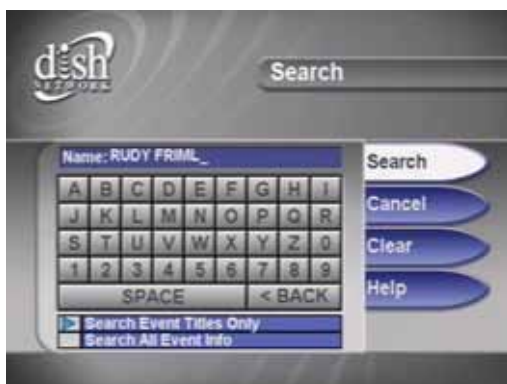 dish
NETWORK
Search
Name: RUDY FRIML_
A B C D E F G H I
J K L M N O P Q R
S T U V W X Y Z 0
1 2 3 4 5 6 7 8 9
SPACE < BACK
Search Event Titles Only
Search All Event Info
Search
Cancel
Clear
Help